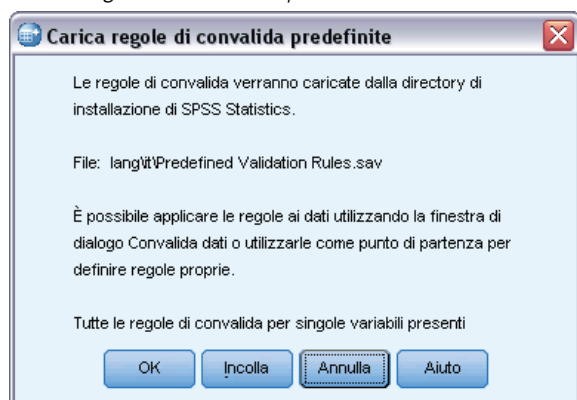 Carica regole di convalida predefinite
Le regole di convalida verranno caricate dalla directory di
installazione di SPSS Statistics.
File: lang\it\Predefined Validation Rules.sav
È possibile applicare le regole ai dati utilizzando la finestra di
dialogo Convalida dati o utilizzarle come punto di partenza per
definire regole proprie.
Tutte le regole di convalida per singole variabili presenti
OK Incolla Annulla Aiuto